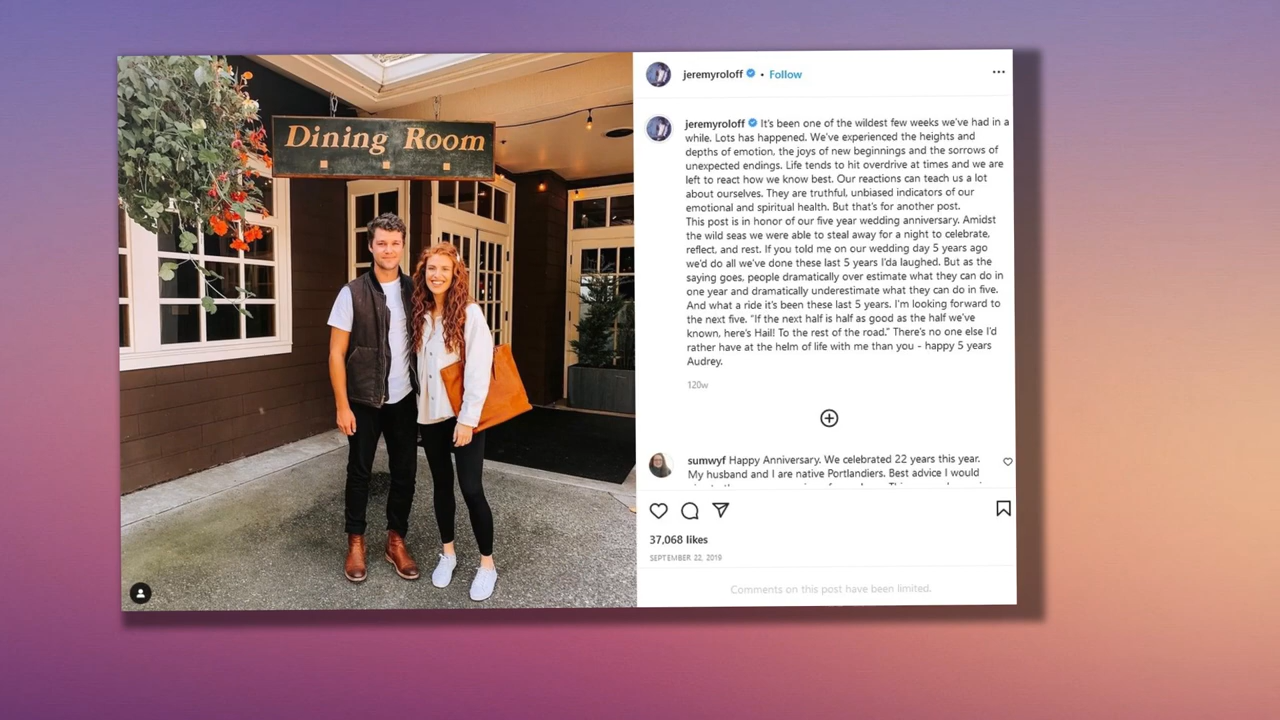 Dining Room
jeremyroloff • Follow
jeremyroloff It's been one of the wildest few weeks we've had in a
while. Lots has happened. We've experienced the heights and
depths of emotion, the joys of new beginnings and the sorrows of
unexpected endings. Life tends to hit overdrive at times and we are
left to react how we know best. Our reactions can teach us a lot
about ourselves. They are truthful, unbiased indicators of our
emotional and spiritual health. But that's for another post.
This post is in honor of our five year wedding anniversary. Amidst
the wild seas we were able to steal away for a night to celebrate,
reflect, and rest. If you told me on our wedding day 5 years ago
we'd do all we've done these last 5 years I'da laughed. But as the
saying goes, people dramatically over estimate what they can do in
one year and dramatically underestimate what they can do in five.
And what a ride it's been these last 5 years. I'm looking forward to
the next five. "If the next half is half as good as the half we've
known, here's Hail! To the rest of the road." There's no one else I'd
rather have at the helm of life with me than you - happy 5 years
Audrey.
120w
sumwyf Happy Anniversary. We celebrated 22 years this year.
My husband and I are native Portlandiers. Best advice I would
37,068 likes
SEPTEMBER 22, 2019
Comments on this post have been limited.